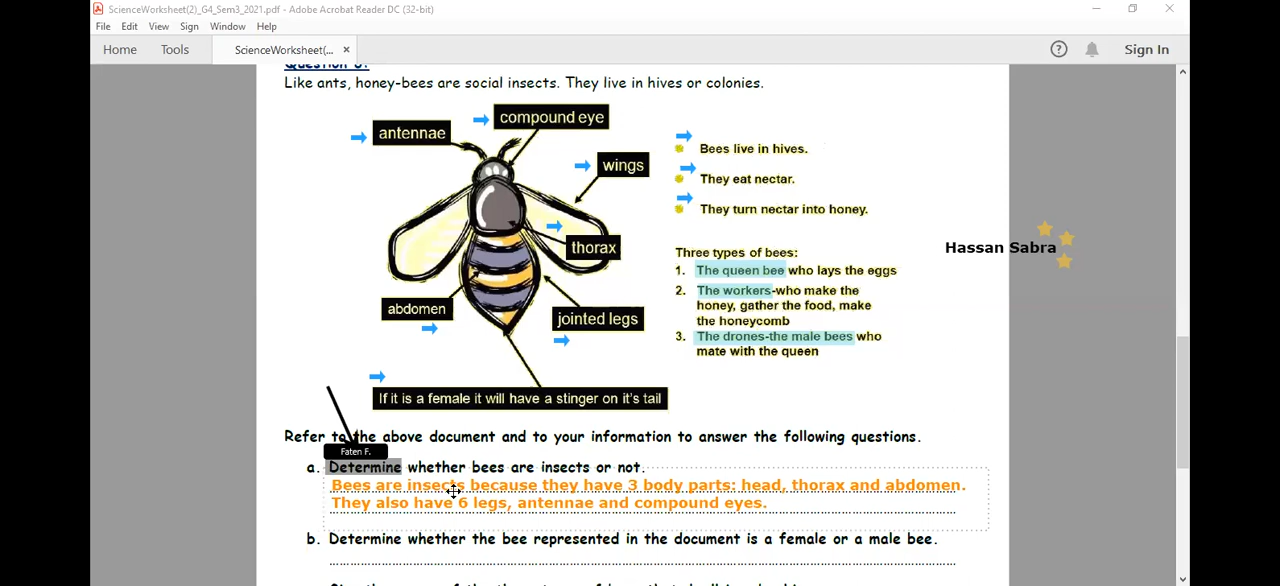 ScienceWorksheet(2)_G4_Sem3_2021.pdf - Adobe Acrobat Reader DC (32-bit)
File Edit View Sign Window Help
Home Tools ScienceWorksheet(... × ? Sign In
Like ants, honey-bees are social insects. They live in hives or colonies.
compound eye
antennae
wings
thorax
abdomen
jointed legs
If it is a female it will have a stinger on it's tail
Bees live in hives.
They eat nectar.
They turn nectar into honey.
Three types of bees:
1. The queen bee who lays the eggs
2. The workers-who make the
honey, gather the food, make
the honeycomb
3. The drones-the male bees who
mate with the queen
Hassan Sabra
Refer to the above document and to your information to answer the following questions.
Faten F.
a. Determine whether bees are insects or not.
Bees are insects because they have 3 body parts: head, thorax and abdomen.
They also have 6 legs, antennae and compound eyes.
b. Determine whether the bee represented in the document is a female or a male bee.